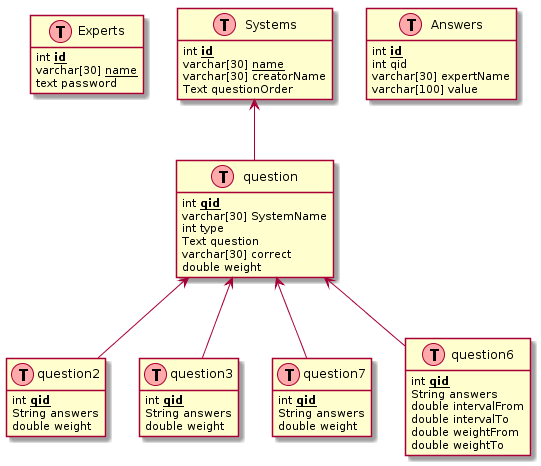 T Experts
int id
varchar[30] name
text password
T Systems
int id
varchar[30] name
varchar[30] creatorName
Text questionOrder
T Answers
int id
int qid
varchar[30] expertName
varchar[100] value
T question
int qid
varchar[30] SystemName
int type
Text question
varchar[30] correct
double weight
T question2
int qid
String answers
double weight
T question3
int qid
String answers
double weight
T question7
int qid
String answers
double weight
T question6
int qid
String answers
double intervalFrom
double intervalTo
double weightFrom
double weightTo